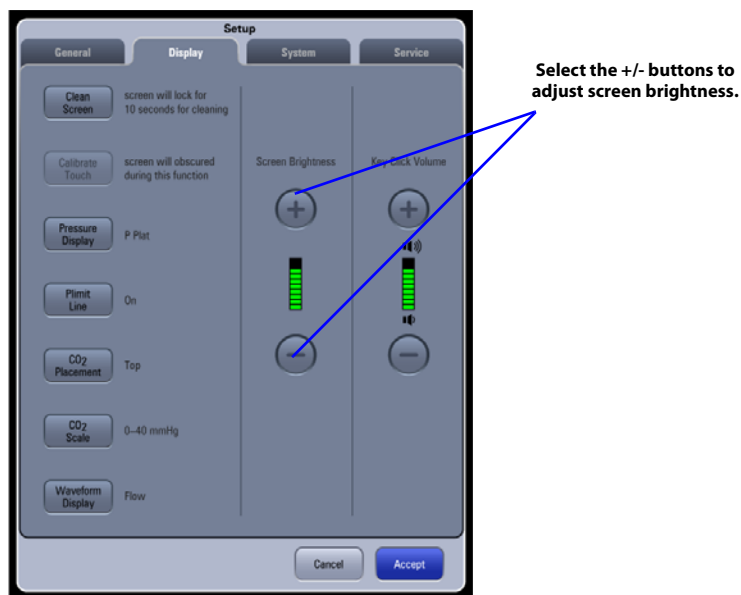 Setup
General
Display
System
Service
Clean
Screen
screen will lock for
10 seconds for cleaning
Calibrate
Touch
screen will obscured
during this function
Pressure
Display
P Plat
Plimit
Line
On
CO2
Placement
Top
CO2
Scale
0–40 mmHg
Waveform
Display
Flow
Screen Brightness
+
−
Key Click Volume
+
−
Cancel
Accept
Select the +/- buttons to
adjust screen brightness.